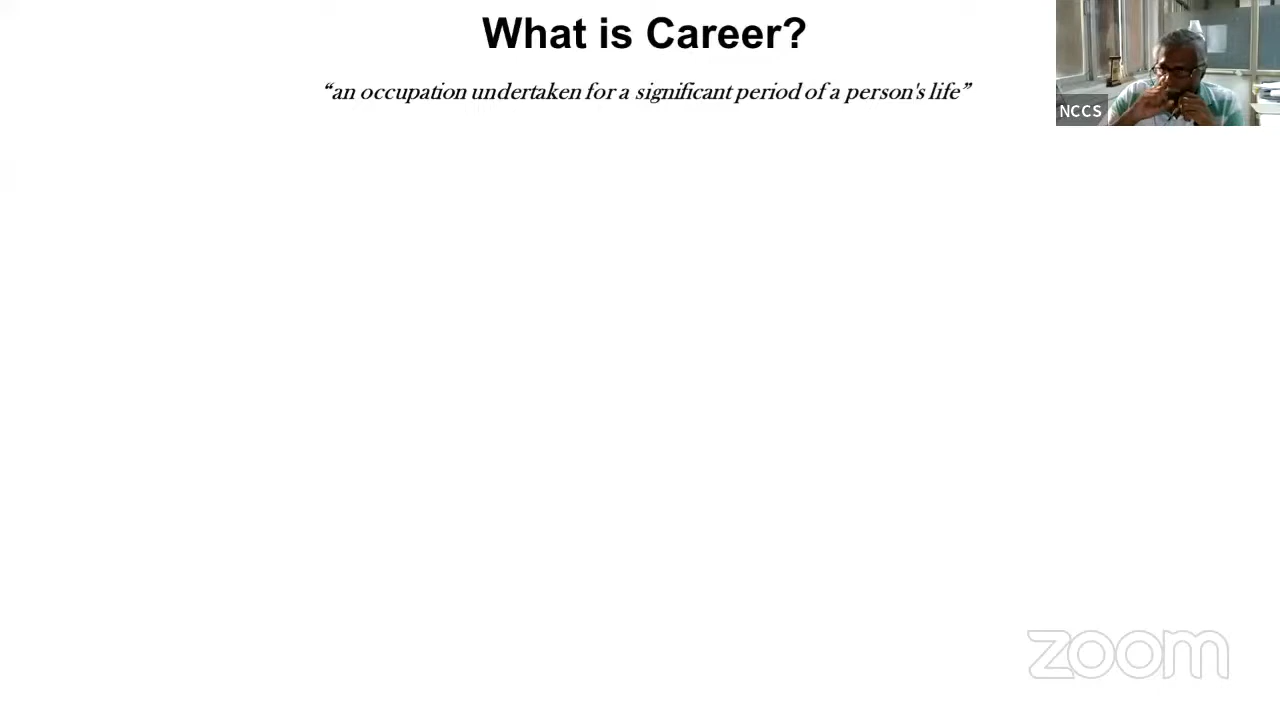 What is Career?
“an occupation undertaken for a significant period of a person's life”
NCCS
zoom